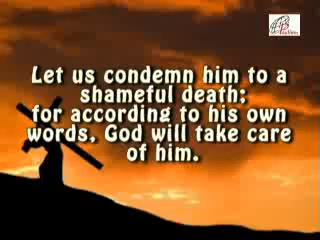 Let us condemn him to a
shameful death;
for according to his own
words, God will take care
of him.